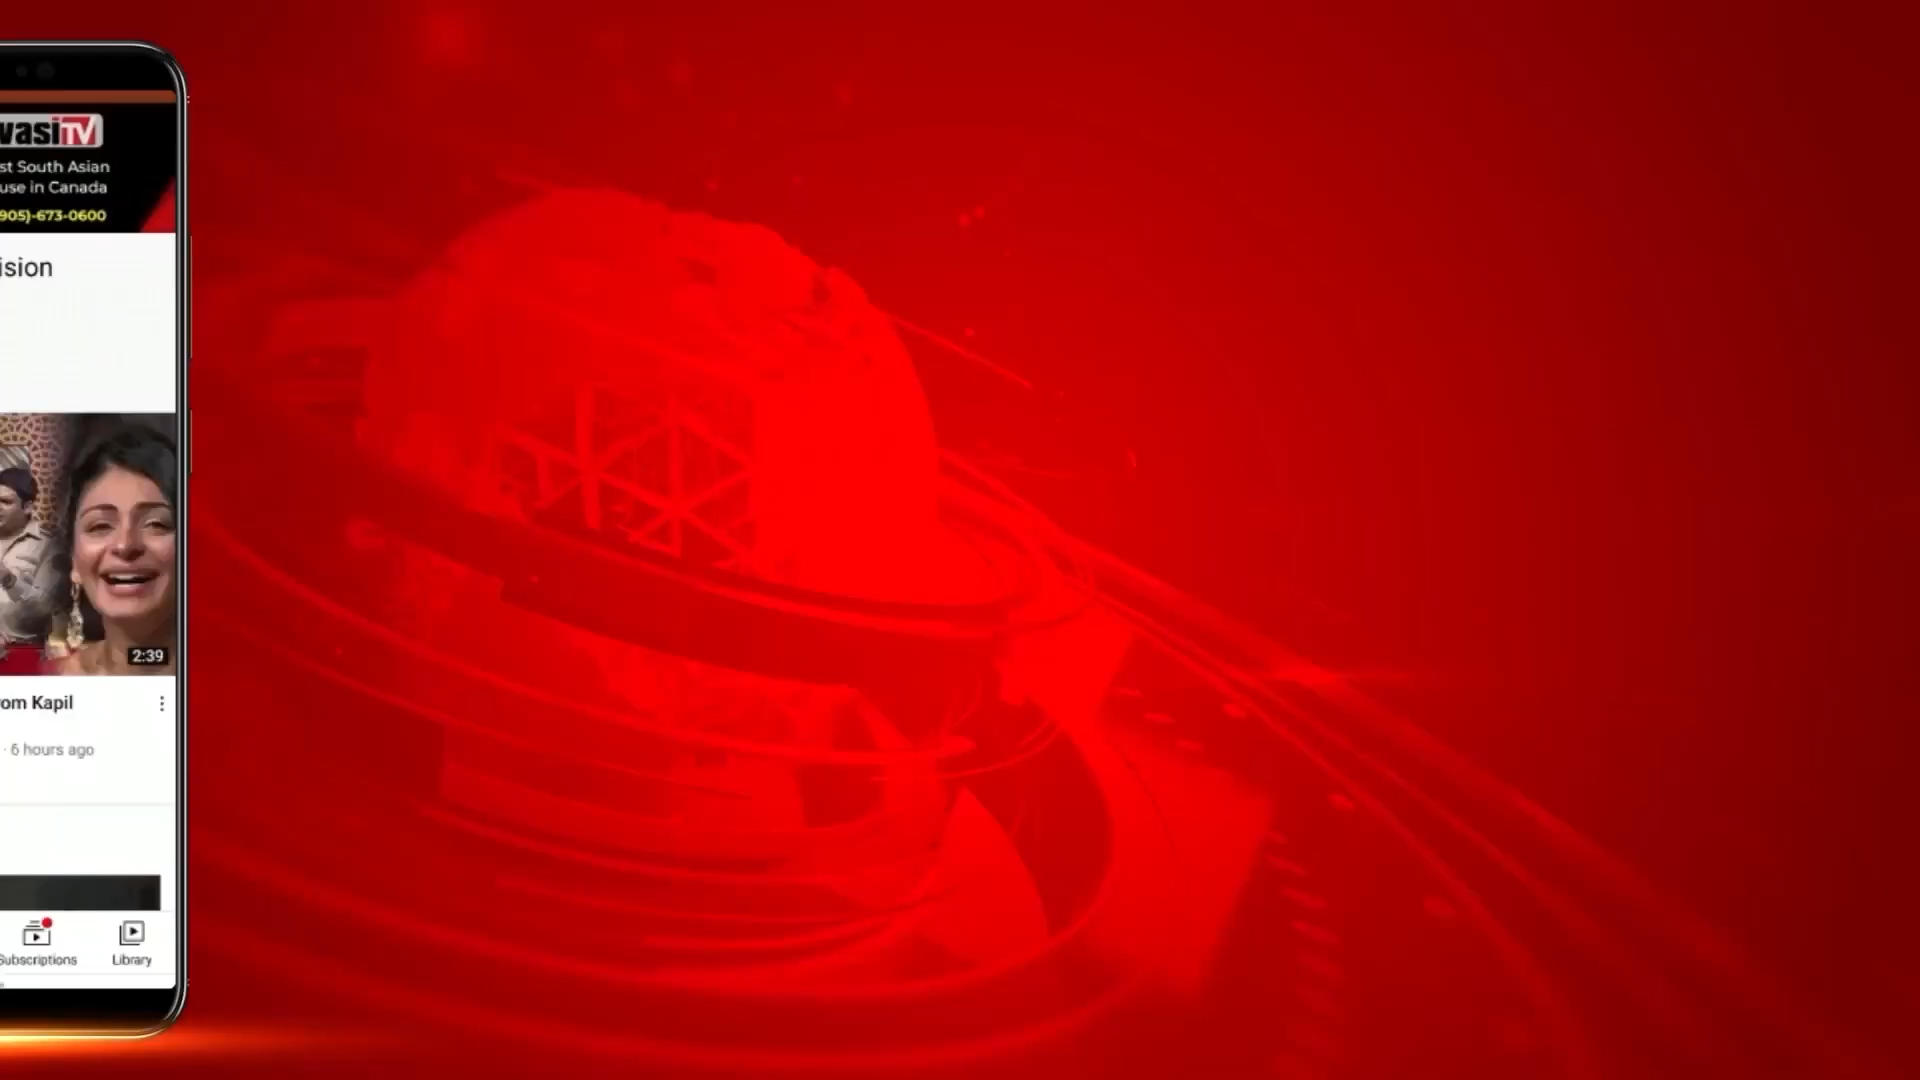 vasiTV
st South Asian
use in Canada
905)-673-0600
ision
2:39
om Kapil
· 6 hours ago
Subscriptions
Library